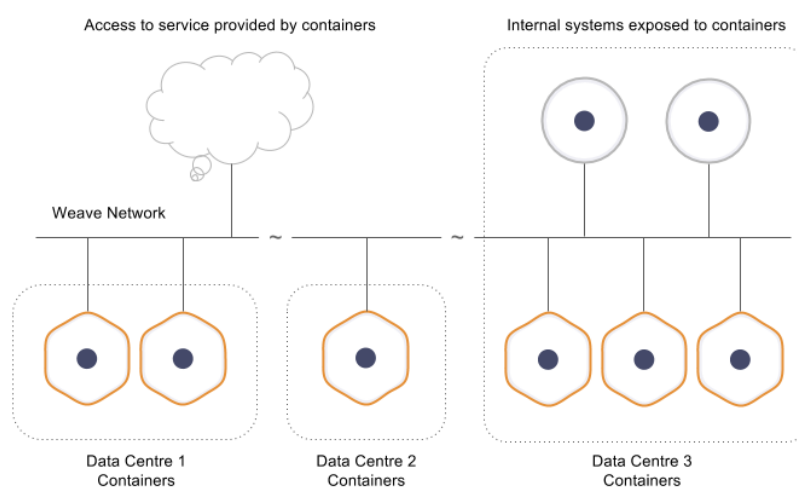 Access to service provided by containers
Internal systems exposed to containers
Weave Network
~
~
Data Centre 1
Containers
Data Centre 2
Containers
Data Centre 3
Containers